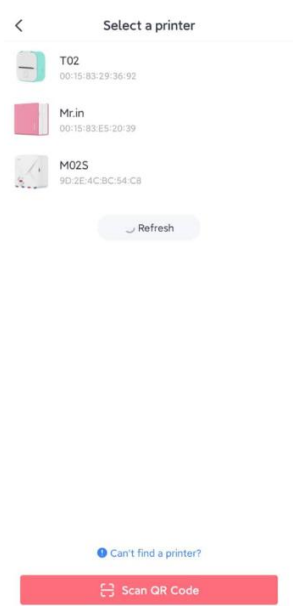 Select a printer
T02
00:15:83:29:36:92
Mr.in
00:15:83:E5:20:39
M02S
9D:2E:4C:BC:54:C8
Refresh
Can't find a printer?
Scan QR Code